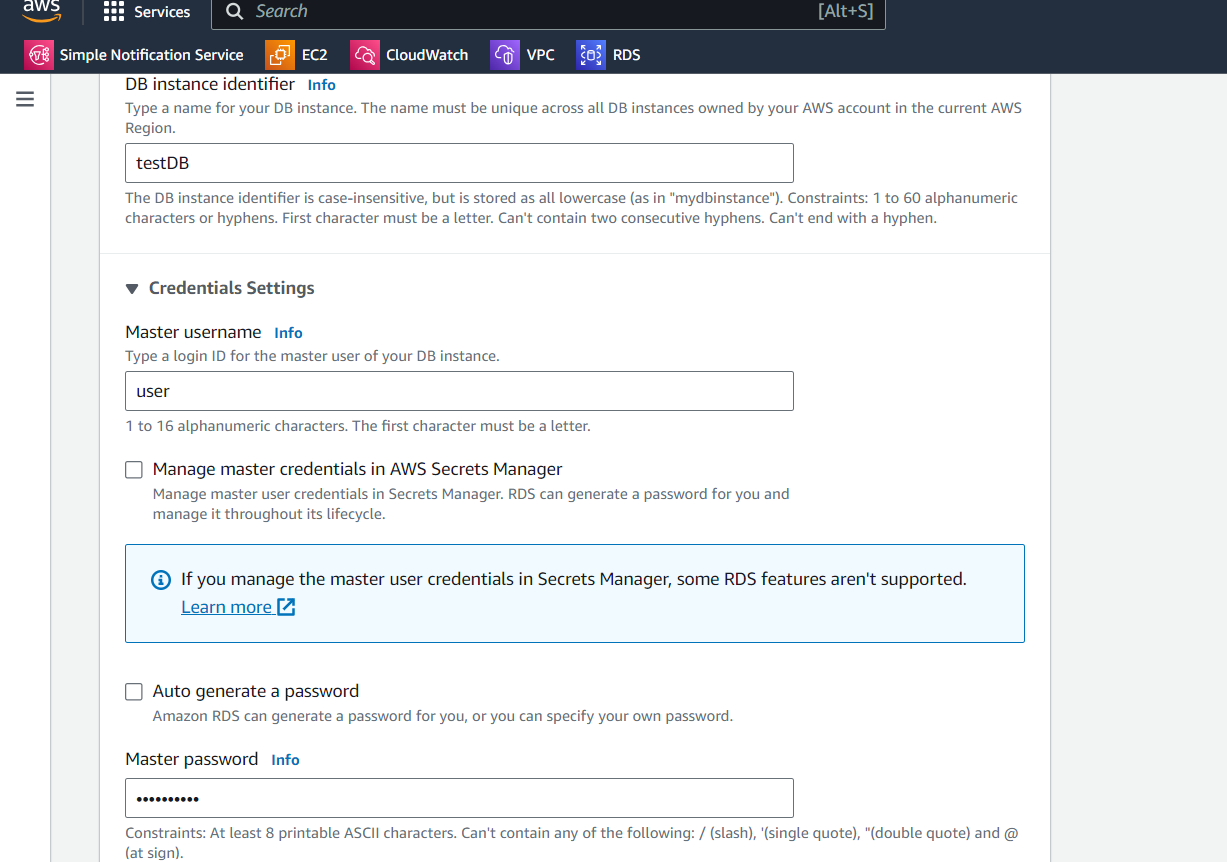 aws
Services
Search
[Alt+S]
Simple Notification Service
EC2
CloudWatch
VPC
RDS
DB instance identifier Info
Type a name for your DB instance. The name must be unique across all DB instances owned by your AWS account in the current AWS
Region.
testDB
The DB instance identifier is case-insensitive, but is stored as all lowercase (as in "mydbinstance"). Constraints: 1 to 60 alphanumeric
characters or hyphens. First character must be a letter. Can't contain two consecutive hyphens. Can't end with a hyphen.
Credentials Settings
Master username Info
Type a login ID for the master user of your DB instance.
user
1 to 16 alphanumeric characters. The first character must be a letter.
Manage master credentials in AWS Secrets Manager
Manage master user credentials in Secrets Manager. RDS can generate a password for you and
manage it throughout its lifecycle.
If you manage the master user credentials in Secrets Manager, some RDS features aren't supported.
Learn more
Auto generate a password
Amazon RDS can generate a password for you, or you can specify your own password.
Master password Info
••••••••••
Constraints: At least 8 printable ASCII characters. Can't contain any of the following: / (slash), '(single quote), "(double quote) and @
(at sign).